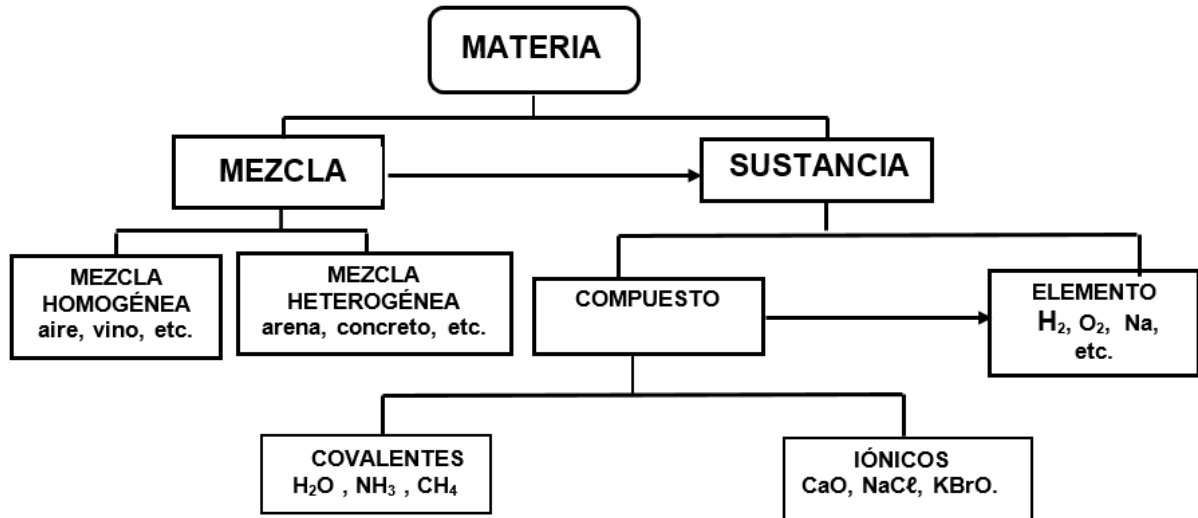 MATERIA
MEZCLA
SUSTANCIA
MEZCLA
HOMOGÉNEA
aire, vino, etc.
MEZCLA
HETEROGÉNEA
arena, concreto, etc.
COMPUESTO
ELEMENTO
H₂, O₂, Na,
etc.
COVALENTES
H₂O , NH₃ , CH₄
IÓNICOS
CaO, NaCℓ, KBrO.